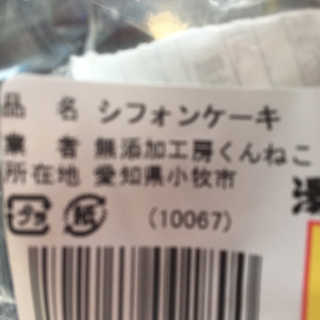 品 名 シフォンケーキ
業 者 無添加工房くんねこ
所在地 愛知県小牧市
プラ 紙 (10067)
湯